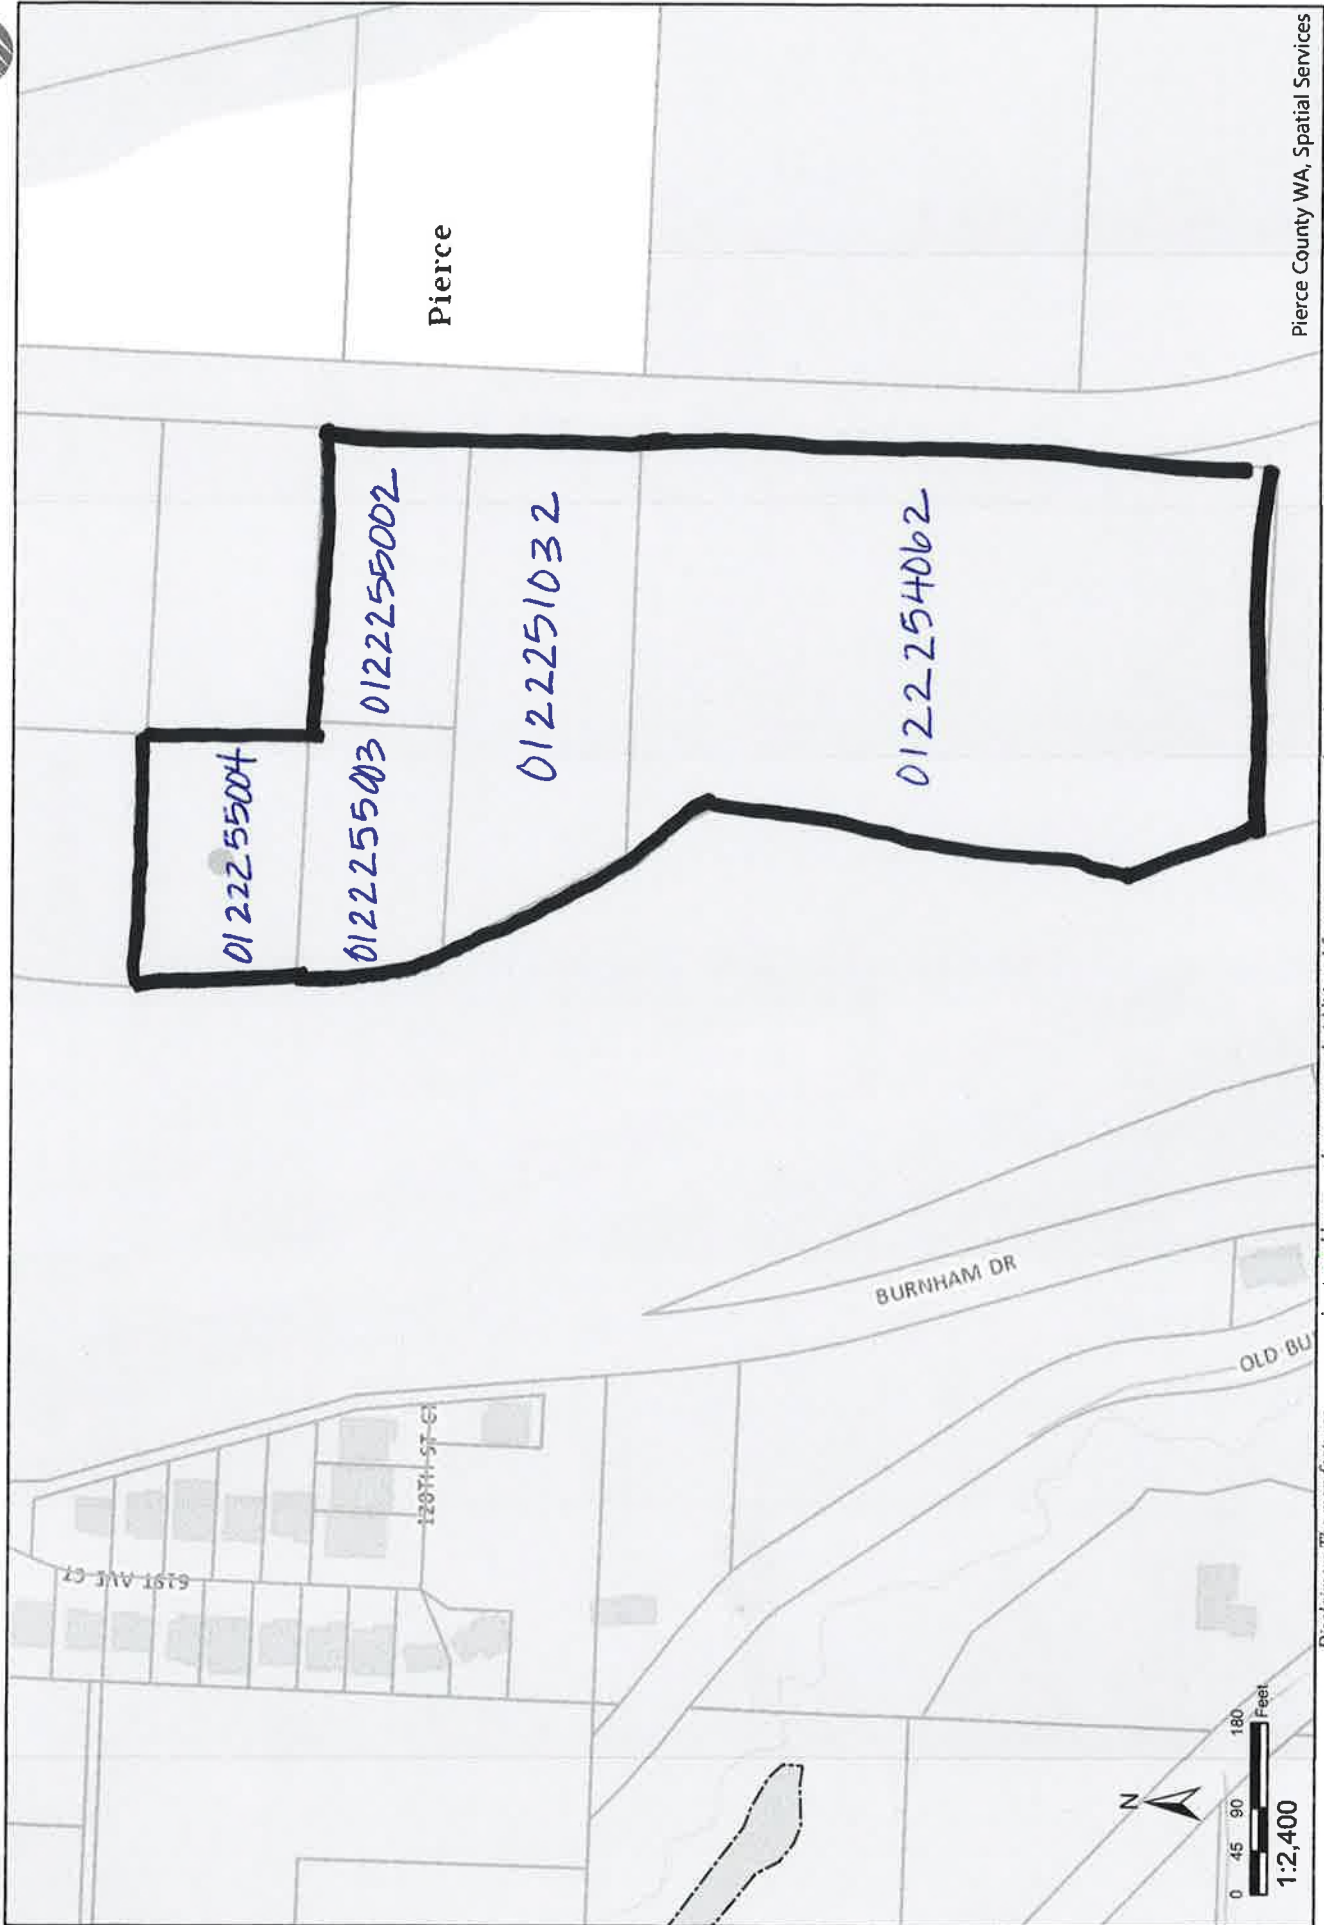 0122255004
0122255003
0122255002
0122251032
0122254062
Pierce
61ST AVE CT
120TH ST CT
BURNHAM DR
OLD BU
N
0 45 90 180
Feet
1:2,400
Pierce County WA, Spatial Services